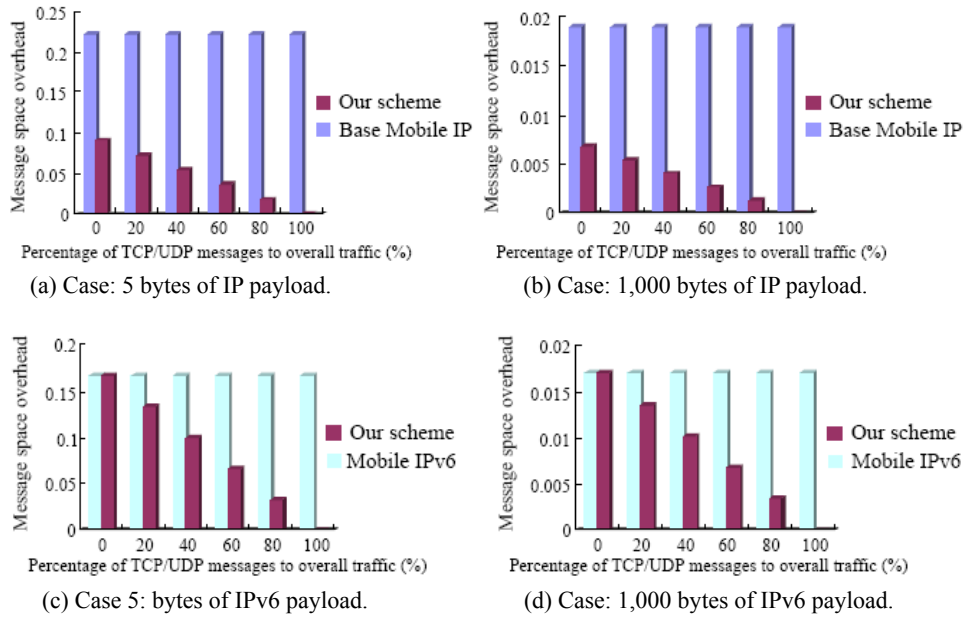 0.25
0.2
0.25
0.1
0.05
0
Message space overhead
Our scheme
Base Mobile IP
0 20 40 60 80 100
Percentage of TCP/UDP messages to overall traffic (%)
(a) Case: 5 bytes of IP payload.
0.02
0.015
0.01
0.005
0
Message space overhead
Our scheme
Base Mobile IP
0 20 40 60 80 100
Percentage of TCP/UDP messages to overall traffic (%)
(b) Case: 1,000 bytes of IP payload.
0.2
0.15
0.1
0.05
0
Message space overhead
Our scheme
Mobile IPv6
0 20 40 60 80 100
Percentage of TCP/UDP messages to overall traffic (%)
(c) Case 5: bytes of IPv6 payload.
0.02
0.015
0.01
0.005
0
Message space overhead
Our scheme
Mobile IPv6
0 20 40 60 80 100
Percentage of TCP/UDP messages to overall traffic (%)
(d) Case: 1,000 bytes of IPv6 payload.